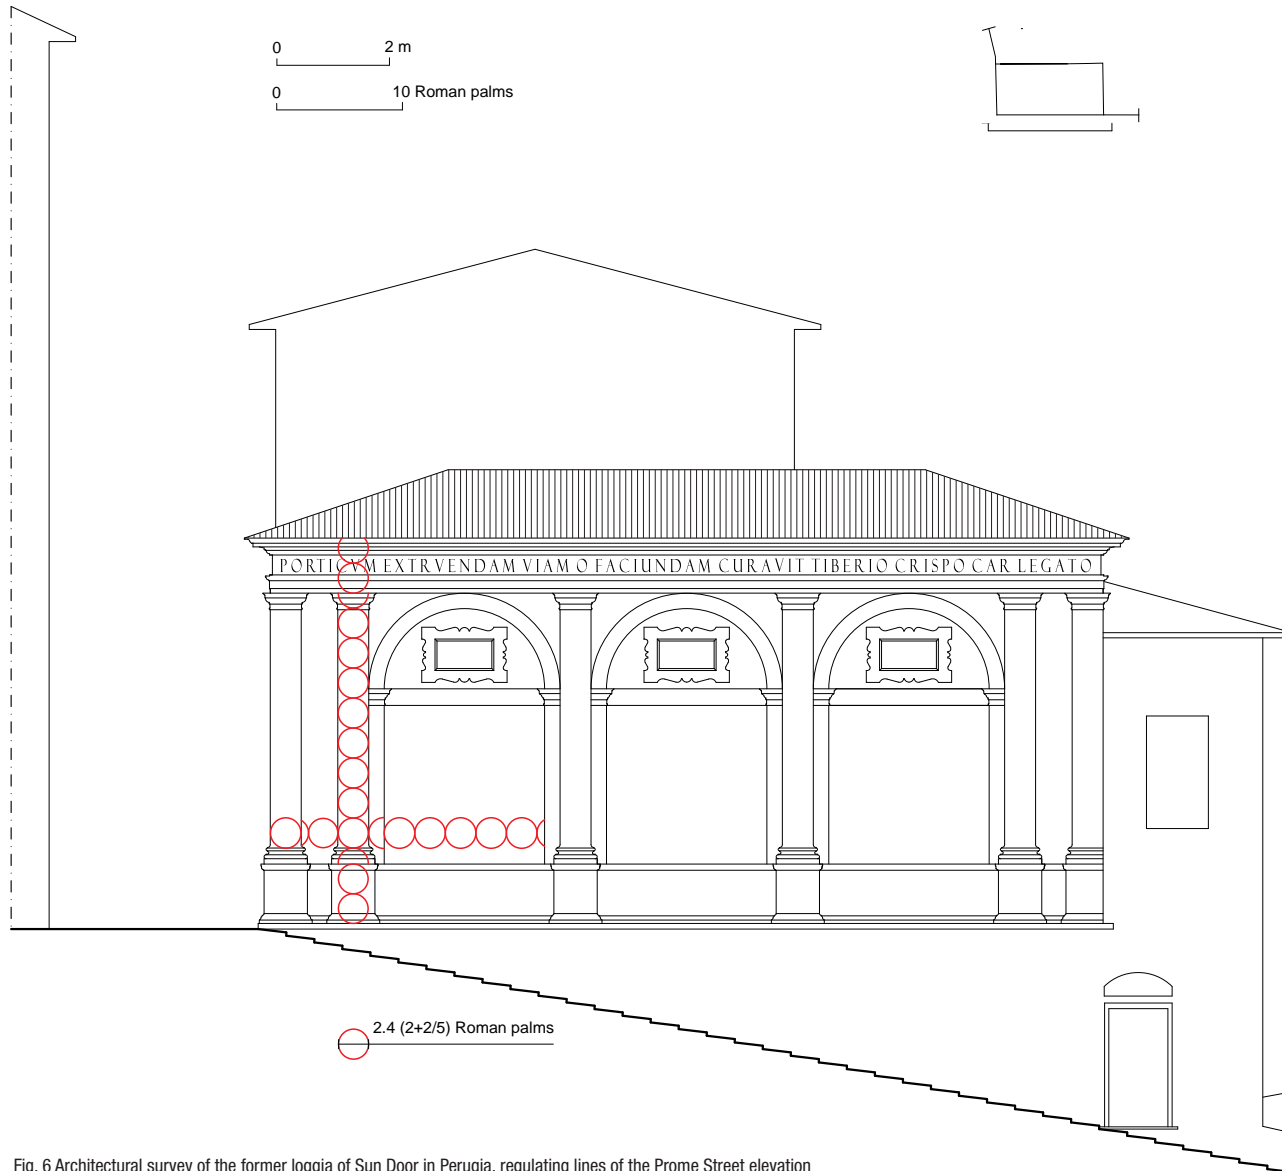 0 2 m
0 10 Roman palms
PORTICVM EXTRVENDAM VIAM O FACIUNDAM CURAVIT TIBERIO CRISPO CAR LEGATO
2.4 (2+2/5) Roman palms
Fig. 6 Architectural survey of the former loggia of Sun Door in Perugia, regulating lines of the Prome Street elevation